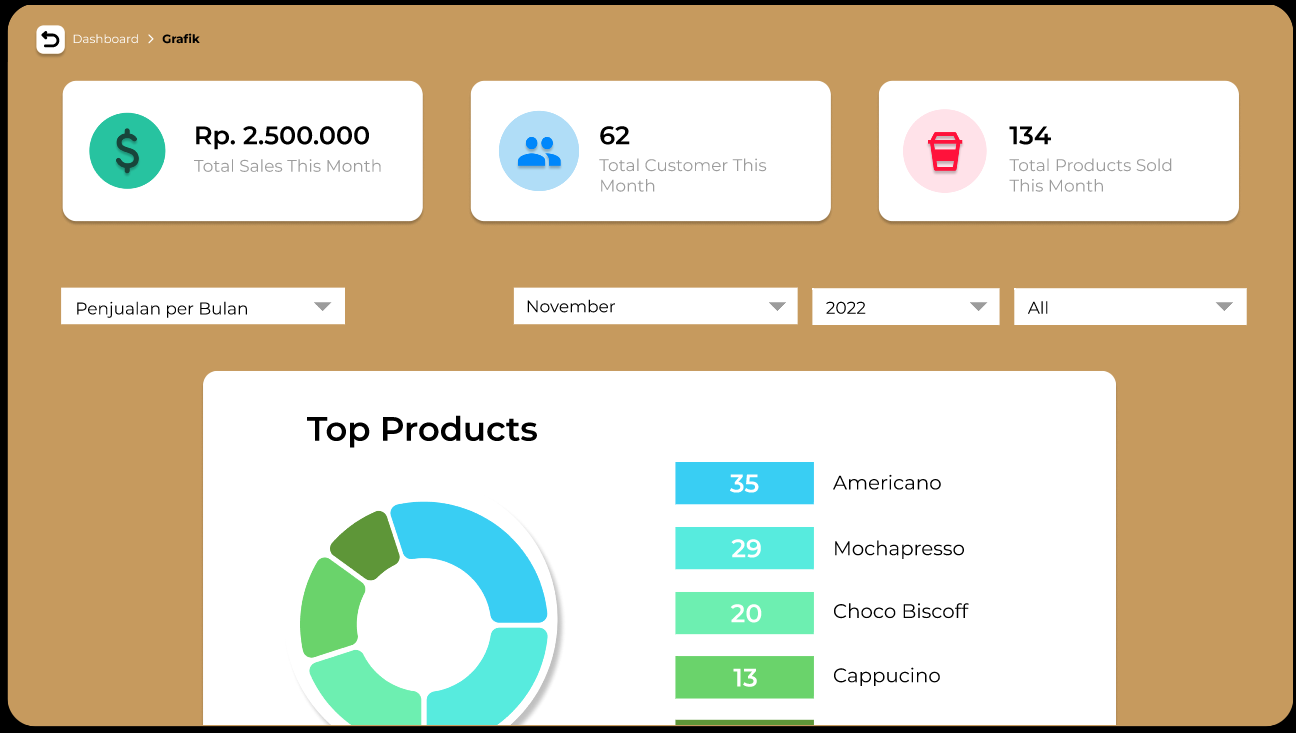 Dashboard > Grafik
Rp. 2.500.000
Total Sales This Month
62
Total Customer This
Month
134
Total Products Sold
This Month
Penjualan per Bulan
November
2022
All
Top Products
35 Americano
29 Mochapresso
20 Choco Biscoff
13 Cappucino